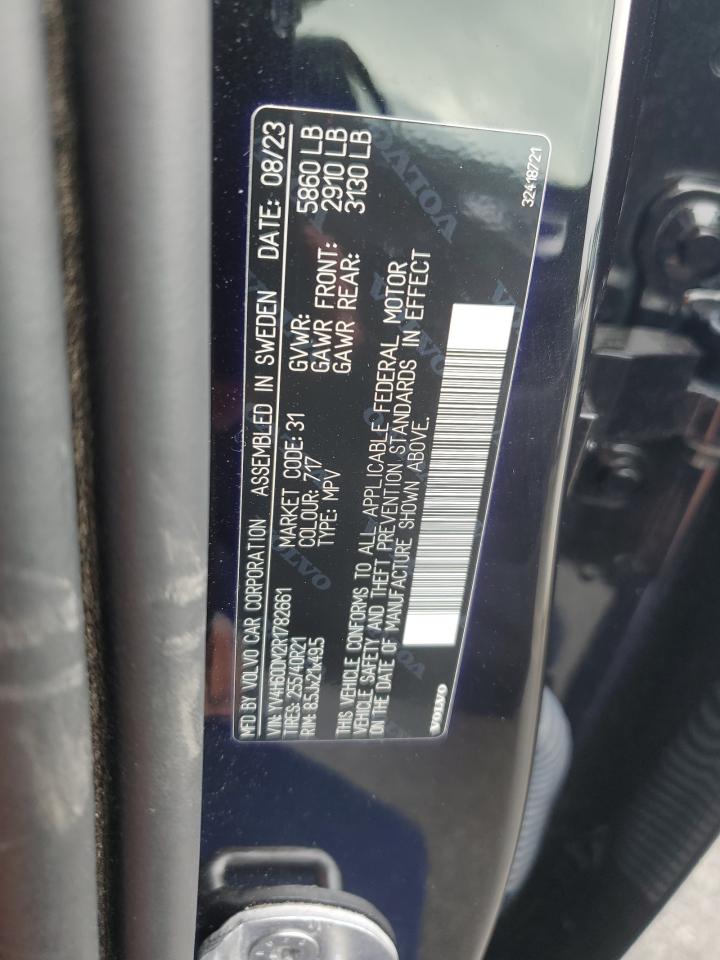 MFD BY VOLVO CAR CORPORATION ASSEMBLED IN SWEDEN DATE: 08/23
VIN: YV4H60DM2R1782661
TIRES: 255/40R21
RIM: 8.5Jx21x49.5
MARKET CODE: 31
COLOUR: 717
TYPE: MPV
GVWR: 5860 LB
GAWR FRONT: 2910 LB
GAWR REAR: 3130 LB
THIS VEHICLE CONFORMS TO ALL APPLICABLE FEDERAL MOTOR
VEHICLE SAFETY AND THEFT PREVENTION STANDARDS IN EFFECT
ON THE DATE OF MANUFACTURE SHOWN ABOVE.
VOLVO
32418721